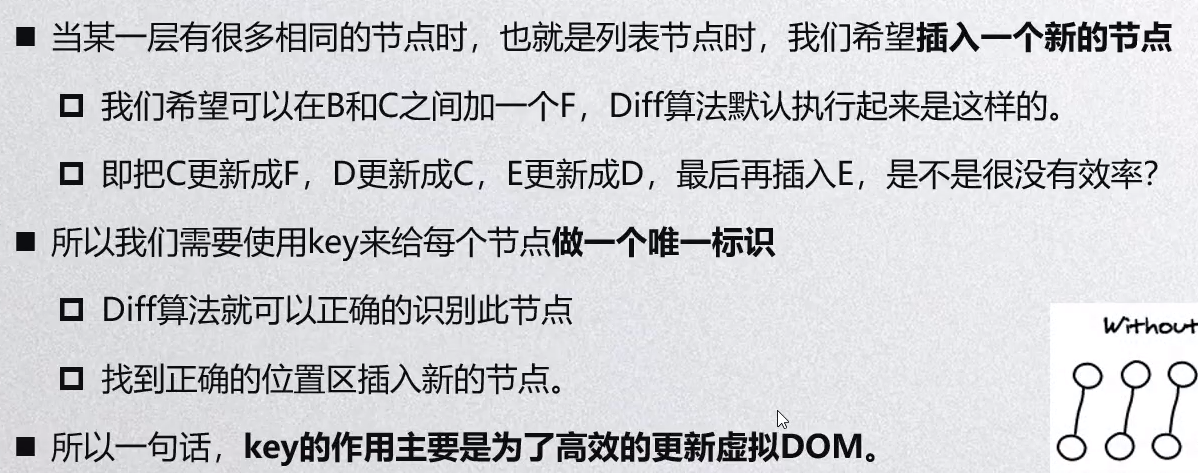 ■ 当某一层有很多相同的节点时，也就是列表节点时，我们希望插入一个新的节点
我们希望可以在B和C之间加一个F，Diff算法默认执行起来是这样的。
即把C更新成F，D更新成C，E更新成D，最后再插入E，是不是很没有效率？
■ 所以我们需要使用key来给每个节点做一个唯一标识
Diff算法就可以正确的识别此节点
找到正确的位置区插入新的节点。
■ 所以一句话，key的作用主要是为了高效的更新虚拟DOM。
Without